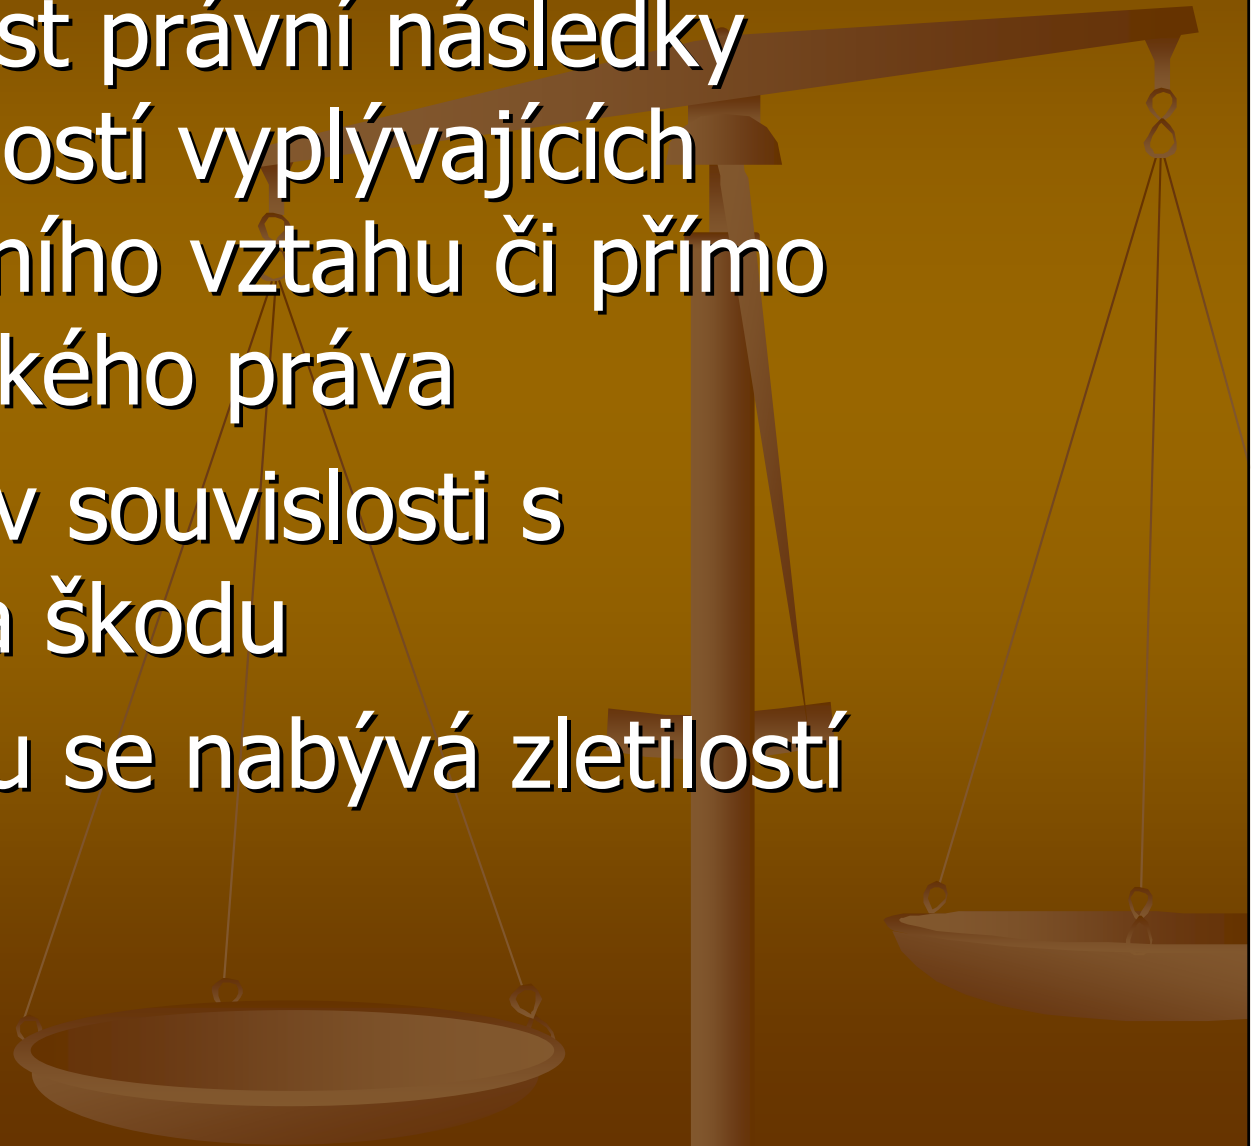 st právní následky
ostí vyplývajících
ního vztahu či přímo
kého práva
v souvislosti s
a škodu
u se nabývá zletilostí